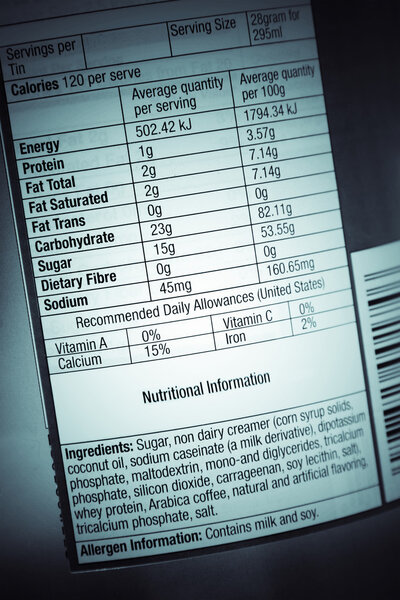 Servings per Tin Serving Size 28gram for 295ml
Calories 120 per serve
Average quantity per serving Average quantity per 100g
Energy 502.42 kJ 1794.34 kJ
Protein 1g 3.57g
Fat Total 2g 7.14g
Fat Saturated 2g 7.14g
Fat Trans 0g 0g
Carbohydrate 23g 82.11g
Sugar 15g 53.55g
Dietary Fibre 0g 0g
Sodium 45mg 160.65mg
Recommended Daily Allowances (United States)
Vitamin A 0% Vitamin C 0%
Calcium 15% Iron 2%
Nutritional Information
Ingredients: Sugar, non dairy creamer (corn syrup solids,
coconut oil, sodium caseinate (a milk derivative), dipotassium
phosphate, maltodextrin, mono-and diglycerides, tricalcium
phosphate, silicon dioxide, carrageenan, soy lecithin, salt),
whey protein, Arabica coffee, natural and artificial flavoring,
tricalcium phosphate, salt.
Allergen Information: Contains milk and soy.